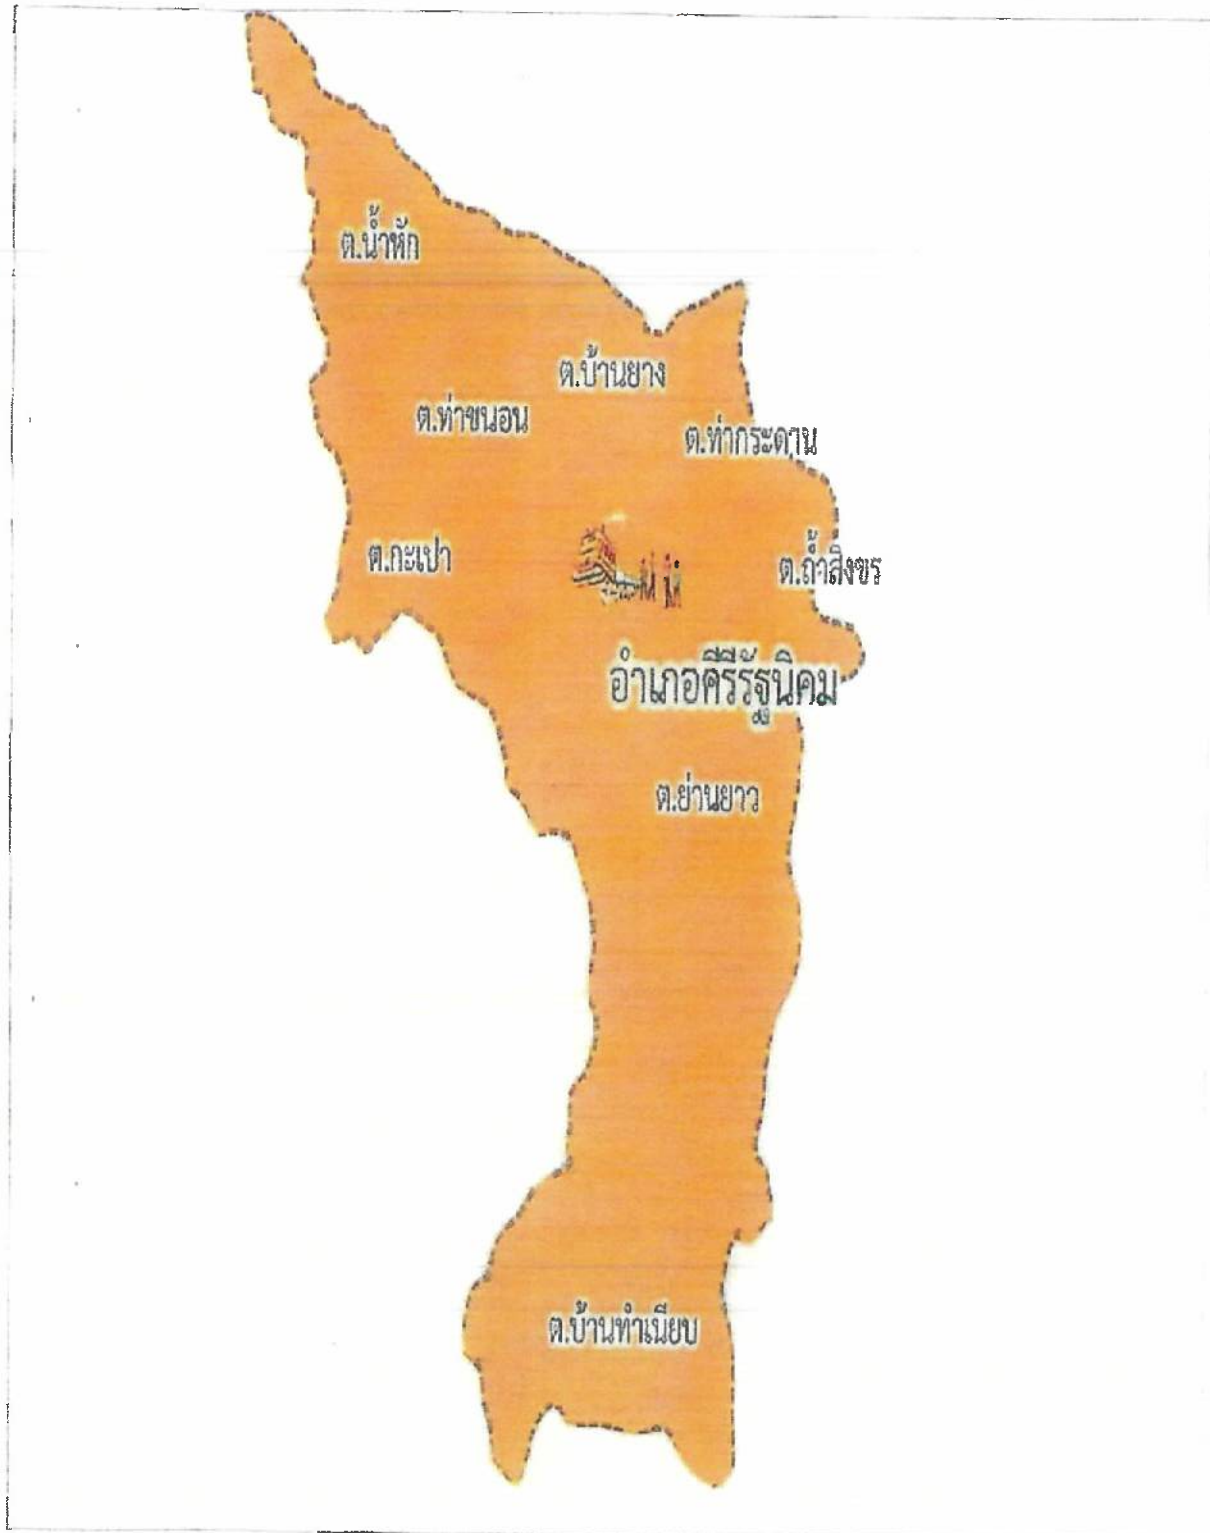 ต.น้ำหัก
ต.บ้านยาง
ต.ท่าขนอน
ต.ท่ากระดาน
ต.กะเปา
ต.ถ้ำสิงขร
อำเภอคีรีรัฐนิคม
ต.ย่านยาว
ต.บ้านทำเนียบ